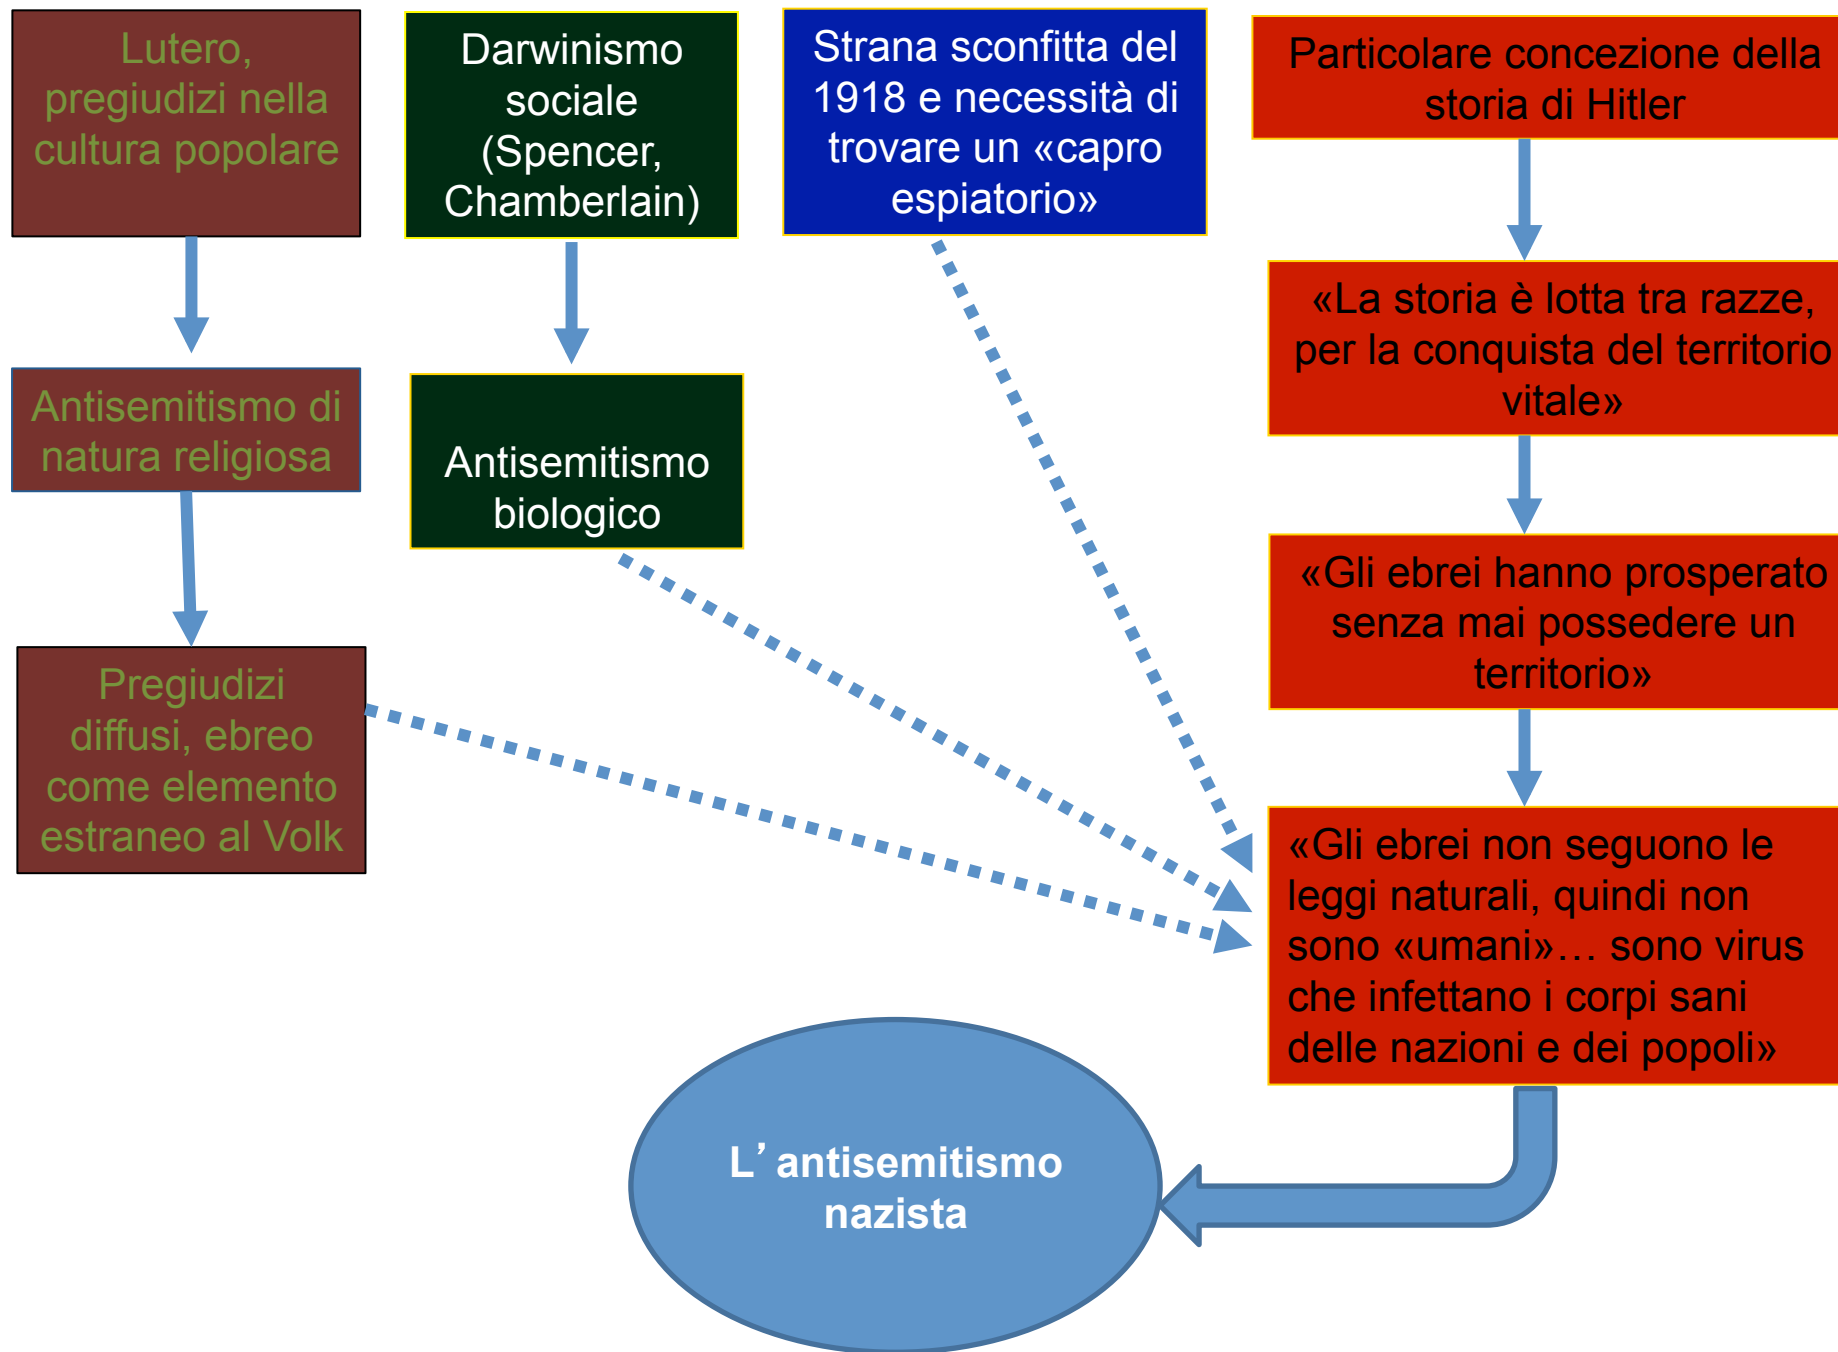 Lutero,
pregiudizi nella
cultura popolare
Antisemitismo di
natura religiosa
Pregiudizi
diffusi, ebreo
come elemento
estraneo al Volk
Darwinismo
sociale
(Spencer,
Chamberlain)
Antisemitismo
biologico
Strana sconfitta del
1918 e necessità di
trovare un «capro
espiatorio»
Particolare concezione della
storia di Hitler
«La storia è lotta tra razze,
per la conquista del territorio
vitale»
«Gli ebrei hanno prosperato
senza mai possedere un
territorio»
«Gli ebrei non seguono le
leggi naturali, quindi non
sono «umani»… sono virus
che infettano i corpi sani
delle nazioni e dei popoli»
L’antisemitismo
nazista